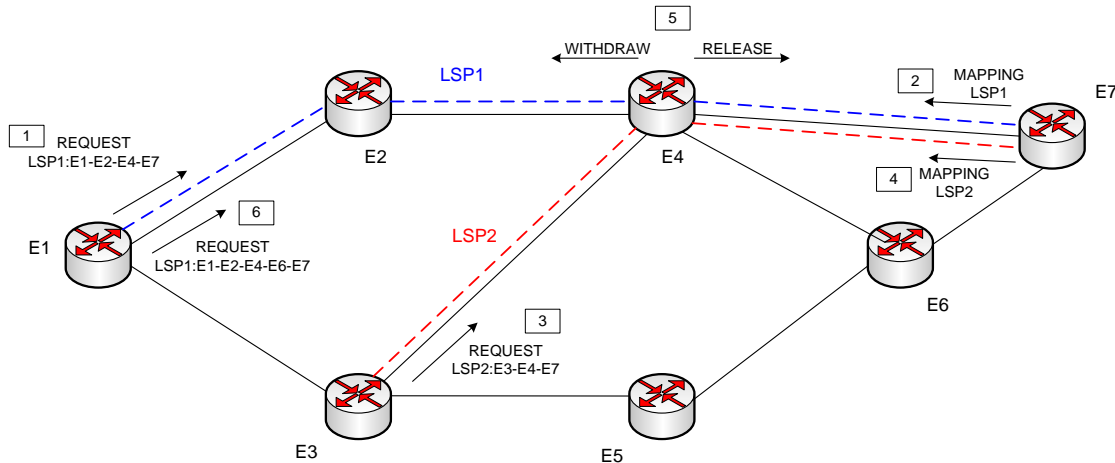 5
WITHDRAW
RELEASE
LSP1
2
MAPPING
LSP1
E7
1
REQUEST
LSP1:E1-E2-E4-E7
E2
E4
4
MAPPING
LSP2
6
REQUEST
LSP1:E1-E2-E4-E6-E7
E1
LSP2
E6
3
REQUEST
LSP2:E3-E4-E7
E3
E5